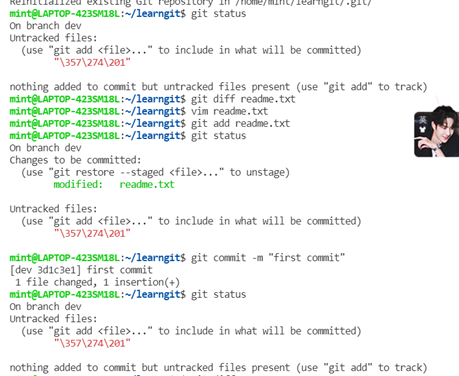 Reinitialized existing Git repository in /home/mint/learngit/.git/
mint@LAPTOP-423SM18L:~/learngit$ git status
On branch dev
Untracked files:
  (use "git add <file>..." to include in what will be committed)
        "\357\274\201"

nothing added to commit but untracked files present (use "git add" to track)
mint@LAPTOP-423SM18L:~/learngit$ git diff readme.txt
mint@LAPTOP-423SM18L:~/learngit$ vim readme.txt
mint@LAPTOP-423SM18L:~/learngit$ git add readme.txt
mint@LAPTOP-423SM18L:~/learngit$ git status
On branch dev
Changes to be committed:
  (use "git restore --staged <file>..." to unstage)
        modified:   readme.txt

Untracked files:
  (use "git add <file>..." to include in what will be committed)
        "\357\274\201"

mint@LAPTOP-423SM18L:~/learngit$ git commit -m "first commit"
[dev 3d1c3e1] first commit
 1 file changed, 1 insertion(+)
mint@LAPTOP-423SM18L:~/learngit$ git status
On branch dev
Untracked files:
  (use "git add <file>..." to include in what will be committed)
        "\357\274\201"

nothing added to commit but untracked files present (use "git add" to track)
英